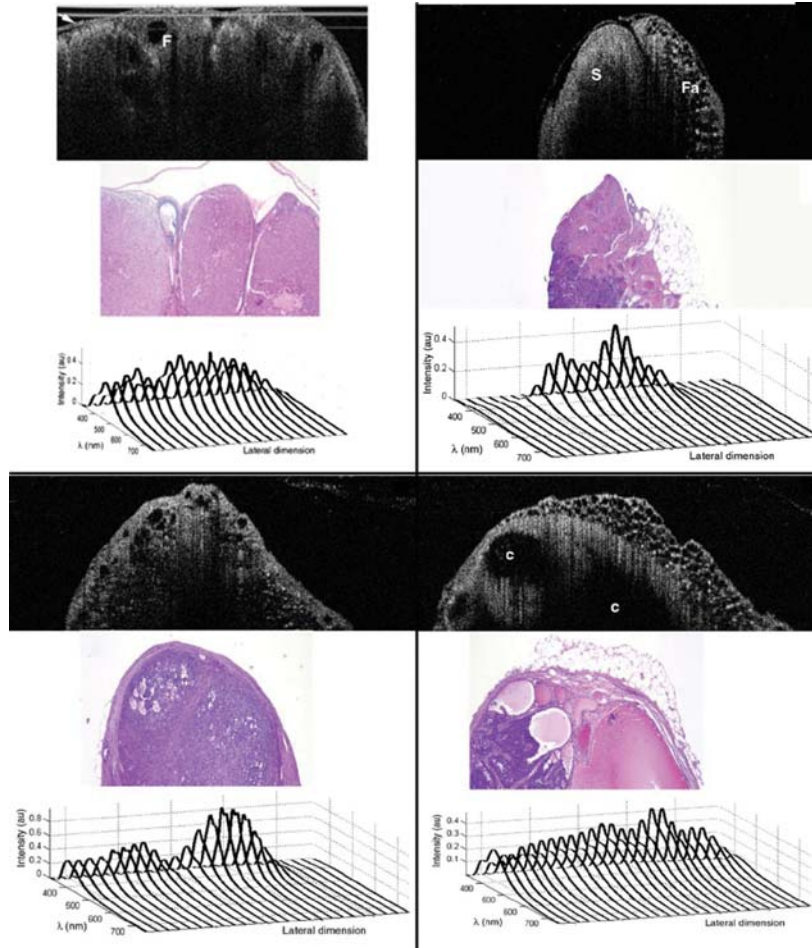 F
S
Fa
Intensity (au)
0.4
0.2
0
400
500
600
700
λ (nm)
Lateral dimension
Intensity (au)
0.4
0.2
0
400
500
600
700
λ (nm)
Lateral dimension
c
c
Intensity (au)
0.8
0.6
0.4
0.2
0
400
500
600
700
λ (nm)
Lateral dimension
Intensity (au)
0.4
0.3
0.2
0.1
400
500
600
700
λ (nm)
Lateral dimension